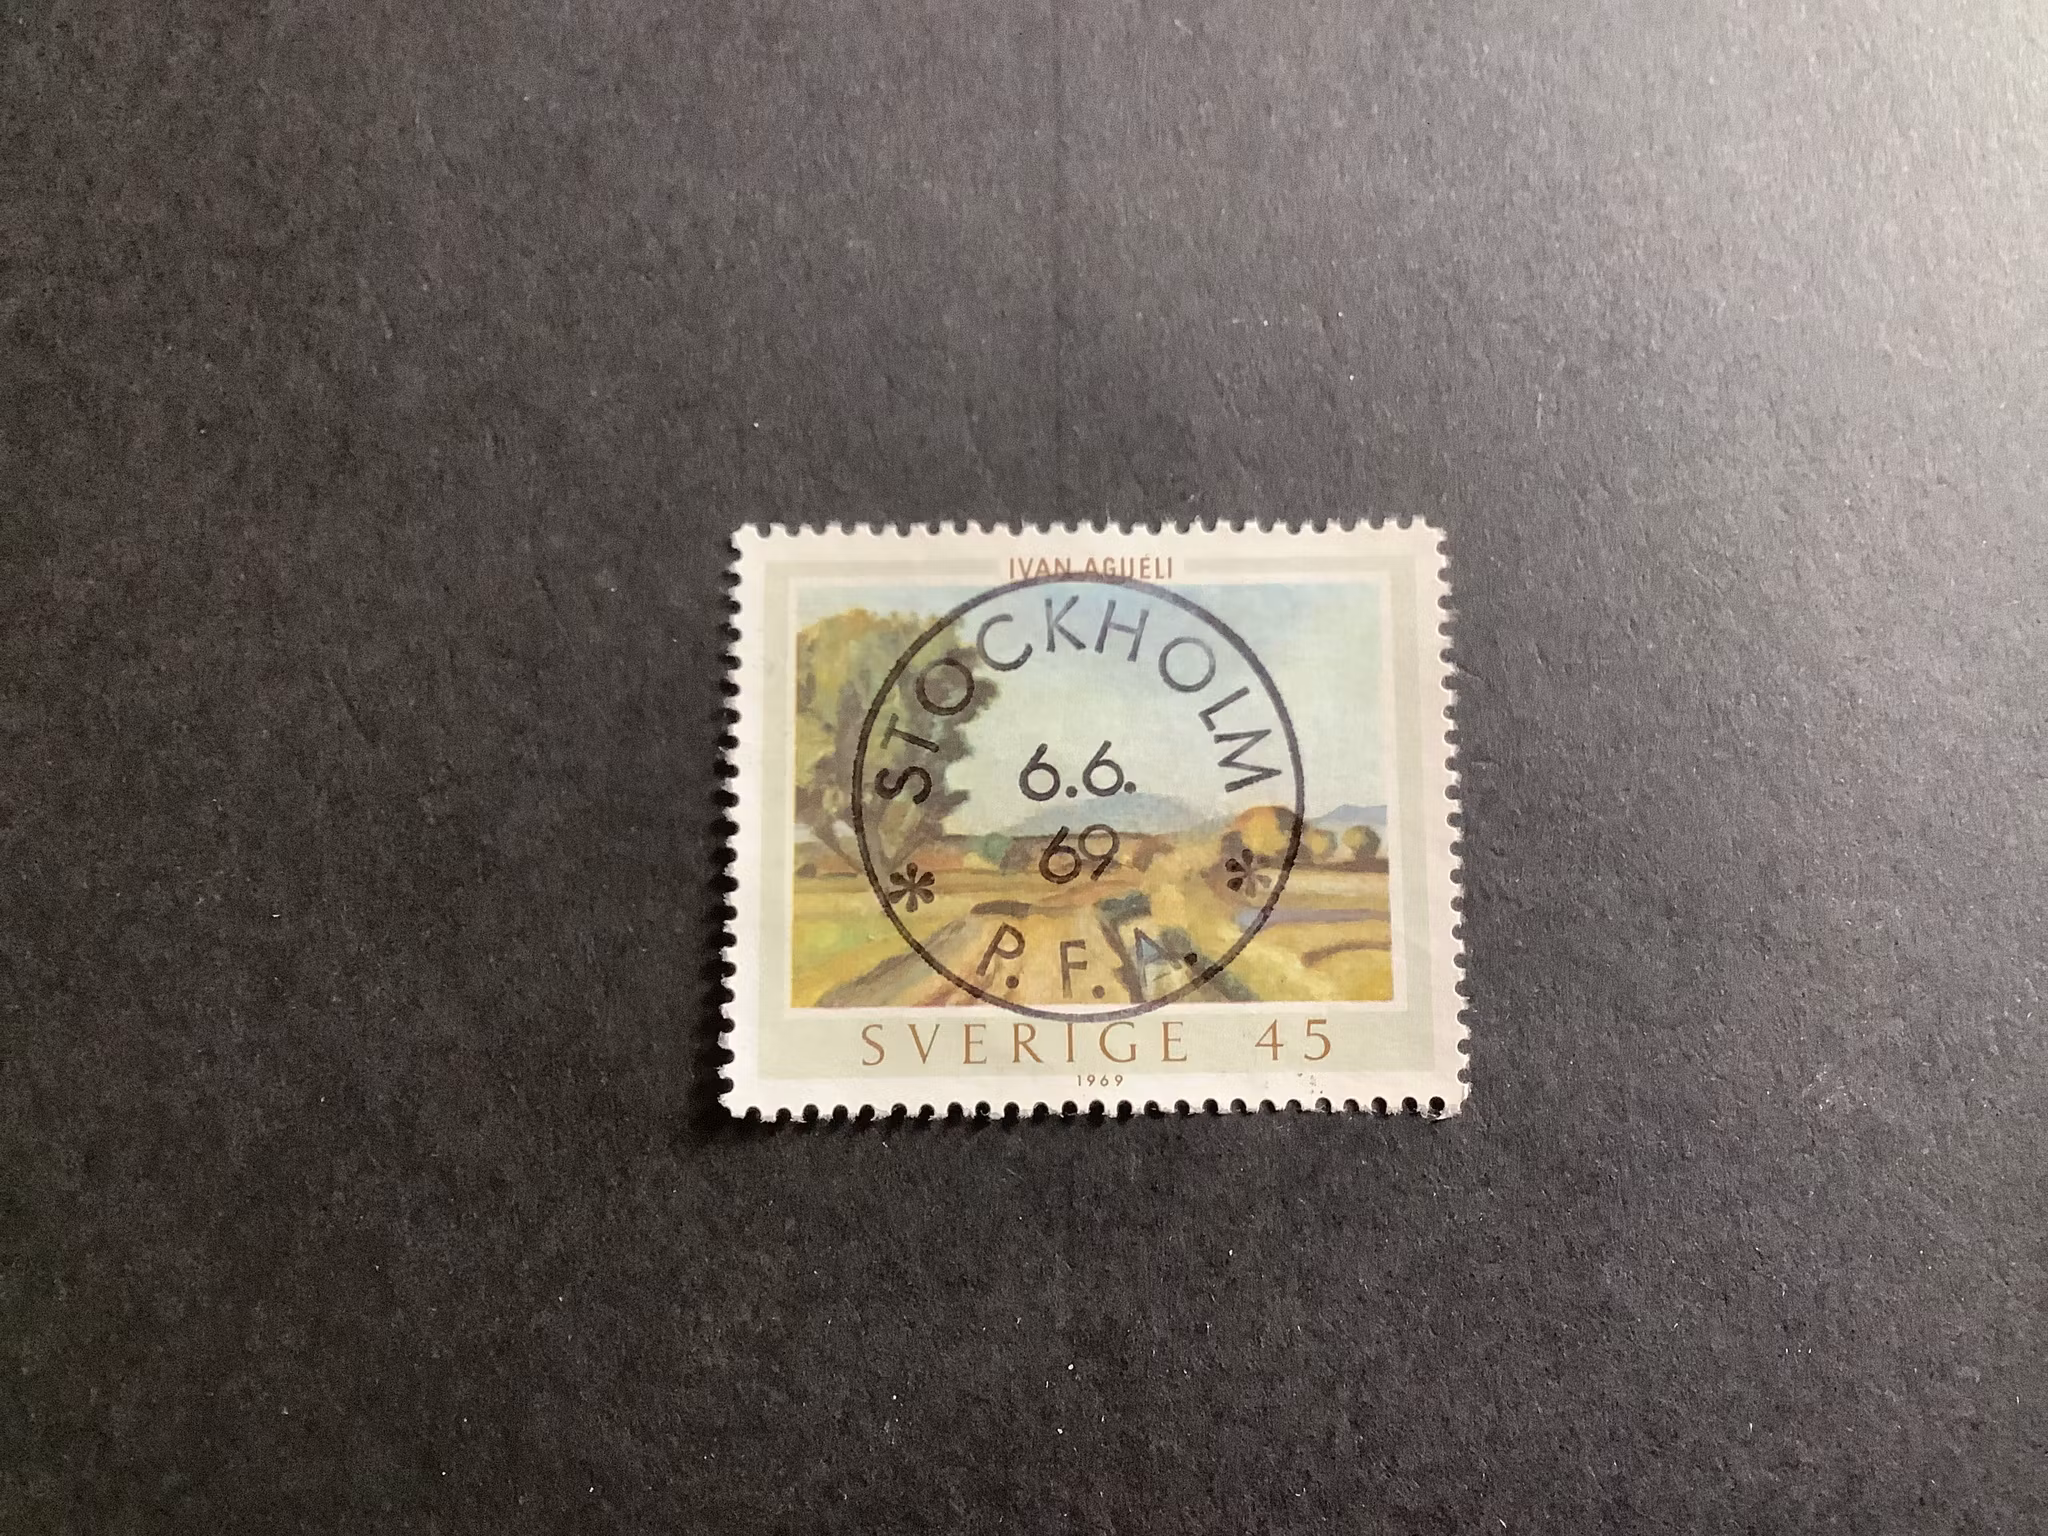 IVAN AGUÉLI
STOCKHOLM
6.6.
69
* P.F.A. *
SVERIGE 45
1969